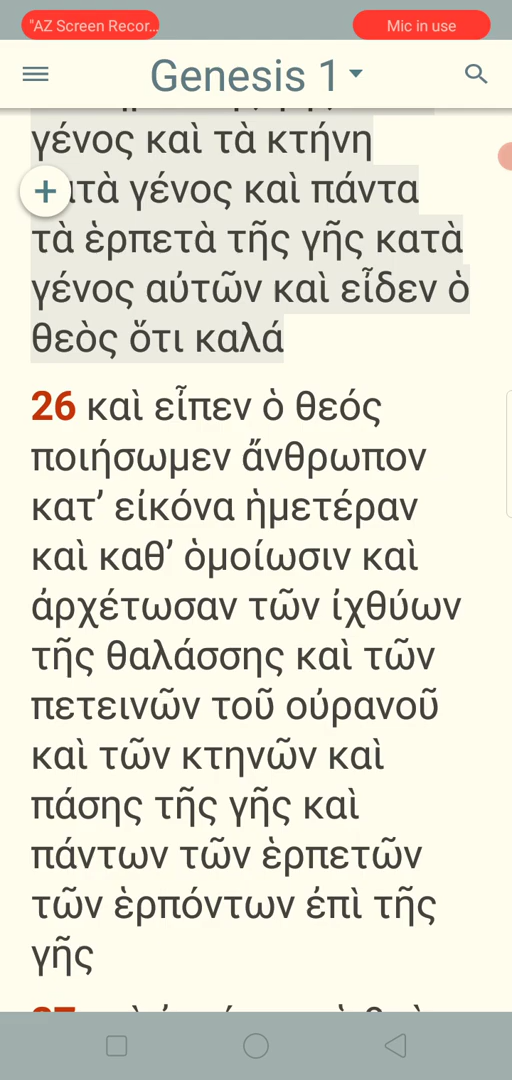 "AZ Screen Recor...
Mic in use
Genesis 1
γένος καὶ τὰ κτήνη
γένος καὶ πάντα
τὰ ἑρπετὰ τῆς γῆς κατὰ
γένος αὐτῶν καὶ εἶδεν ὁ
θεὸς ὅτι καλά
26 καὶ εἶπεν ὁ θεός
ποιήσωμεν ἄνθρωπον
κατ’ εἰκόνα ἡμετέραν
καὶ καθ’ ὁμοίωσιν καὶ
ἀρχέτωσαν τῶν ἰχθύων
τῆς θαλάσσης καὶ τῶν
πετεινῶν τοῦ οὐρανοῦ
καὶ τῶν κτηνῶν καὶ
πάσης τῆς γῆς καὶ
πάντων τῶν ἑρπετῶν
τῶν ἑρπόντων ἐπὶ τῆς
γῆς